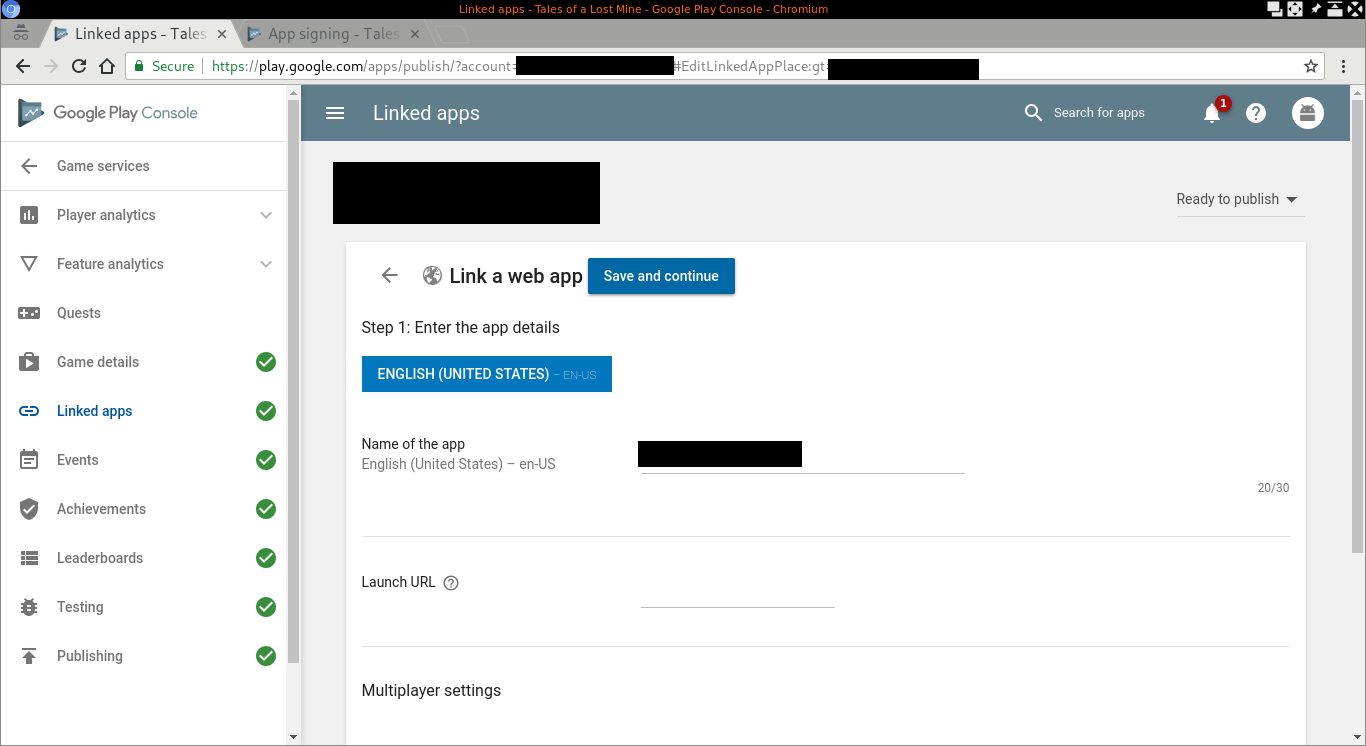 Linked apps - Tales of a Lost Mine - Google Play Console - Chromium
Linked apps - Tales
App signing - Tales
Secure
https://play.google.com/apps/publish/?account=
#EditLinkedAppPlace:gt=
Google Play Console
Linked apps
Search for apps
1
Game services
Ready to publish
Player analytics
Feature analytics
Quests
Game details
Linked apps
Events
Achievements
Leaderboards
Testing
Publishing
Link a web app
Save and continue
Step 1: Enter the app details
ENGLISH (UNITED STATES) – EN-US
Name of the app
English (United States) – en-US
20/30
Launch URL ?
Multiplayer settings